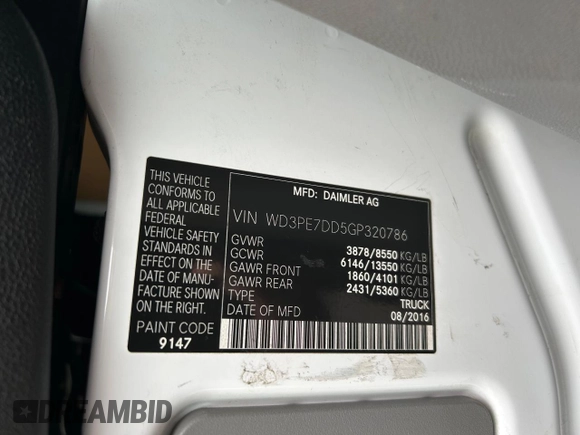 THIS VEHICLE
CONFORMS TO
ALL APPLICABLE
FEDERAL MOTOR
VEHICLE SAFETY
STANDARDS IN
EFFECT ON THE
DATE OF MANU-
FACTURE SHOWN
ON THE RIGHT.
PAINT CODE
9147
MFD: DAIMLER AG
VIN WD3PE7DD5GP320786
GVWR 3878/8550 KG/LB
GCWR 6146/13550 KG/LB
GAWR FRONT 1860/4101 KG/LB
GAWR REAR 2431/5360 KG/LB
TYPE TRUCK
DATE OF MFD 08/2016
DREAMBID